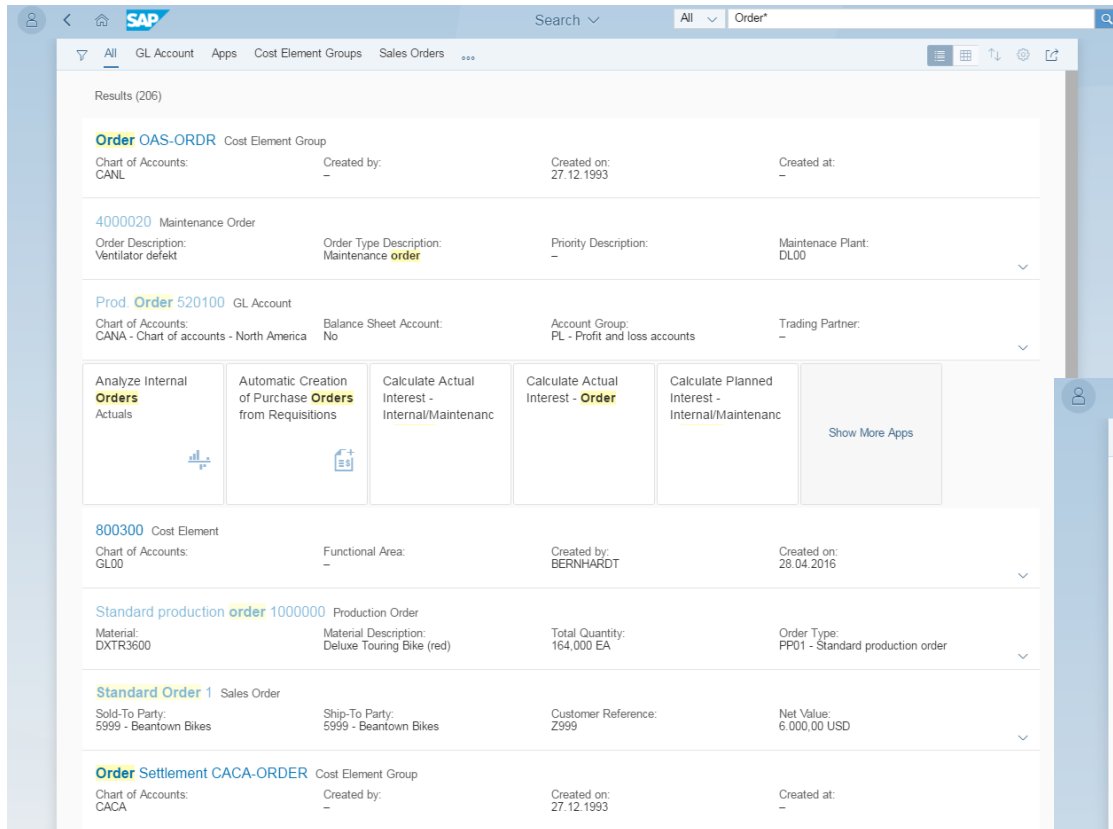 SAP Search All Order*
All GL Account Apps Cost Element Groups Sales Orders
Results (206)
Order OAS-ORDR Cost Element Group
Chart of Accounts: Created by: Created on: Created at:
CANL – 27.12.1993 –
4000020 Maintenance Order
Order Description: Order Type Description: Priority Description: Maintenace Plant:
Ventilator defekt Maintenance order – DL00
Prod. Order 520100 GL Account
Chart of Accounts: Balance Sheet Account: Account Group: Trading Partner:
CANA - Chart of accounts - North America No PL - Profit and loss accounts –
Analyze Internal Automatic Creation Calculate Actual Calculate Actual Calculate Planned
Orders of Purchase Orders Interest - Interest - Order Interest -
Actuals from Requisitions Internal/Maintenanc Internal/Maintenanc
Show More Apps
800300 Cost Element
Chart of Accounts: Functional Area: Created by: Created on:
GL00 – BERNHARDT 28.04.2016
Standard production order 1000000 Production Order
Material: Material Description: Total Quantity: Order Type:
DXTR3600 Deluxe Touring Bike (red) 164,000 EA PP01 - Standard production order
Standard Order 1 Sales Order
Sold-To Party: Ship-To Party: Customer Reference: Net Value:
5999 - Beantown Bikes 5999 - Beantown Bikes Z999 6.000,00 USD
Order Settlement CACA-ORDER Cost Element Group
Chart of Accounts: Created by: Created on: Created at:
CACA – 27.12.1993 –